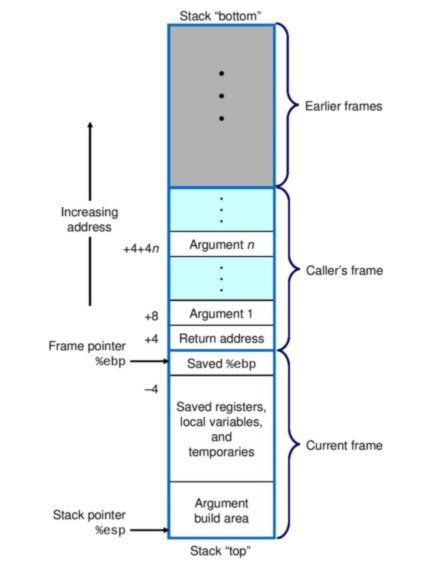 Stack “bottom”
Earlier frames
Increasing
address
+4+4n
Argument n
Caller’s frame
+8
Argument 1
+4
Return address
Frame pointer
%ebp
Saved %ebp
–4
Saved registers,
local variables,
and
temporaries
Current frame
Argument
build area
Stack pointer
%esp
Stack “top”